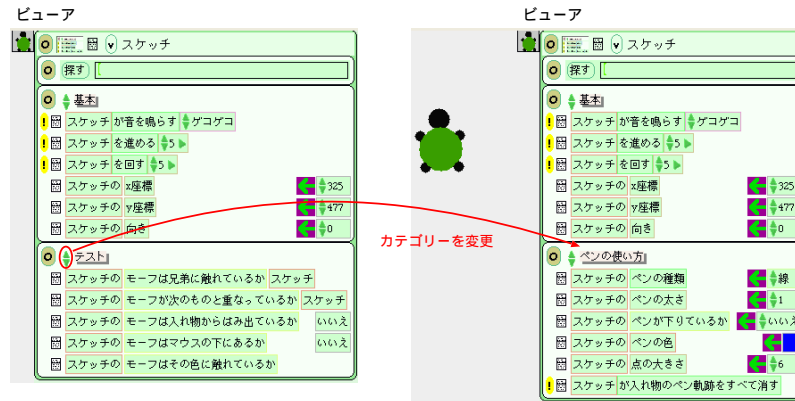 ビューア
スケッチ
探す
基本
! スケッチ が音を鳴らす ゲコゲコ
! スケッチ を進める 5
! スケッチ を回す 5
スケッチの x座標 325
スケッチの y座標 477
スケッチの 向き 0
テスト
スケッチの モーフは兄弟に触れているか スケッチ
スケッチの モーフが次のものと重なっているか スケッチ
スケッチの モーフは入れ物からはみ出ているか いいえ
スケッチの モーフはマウスの下にあるか いいえ
スケッチの モーフはその色に触れているか
カテゴリーを変更
ビューア
スケッチ
探す
基本
! スケッチ が音を鳴らす ゲコゲコ
! スケッチ を進める 5
! スケッチ を回す 5
スケッチの x座標 325
スケッチの y座標 477
スケッチの 向き 0
ペンの使い方
スケッチの ペンの種類 線
スケッチの ペンの太さ 1
スケッチの ペンが下りているか いいえ
スケッチの ペンの色
スケッチの 点の大きさ 6
! スケッチ が入れ物のペン軌跡をすべて消す